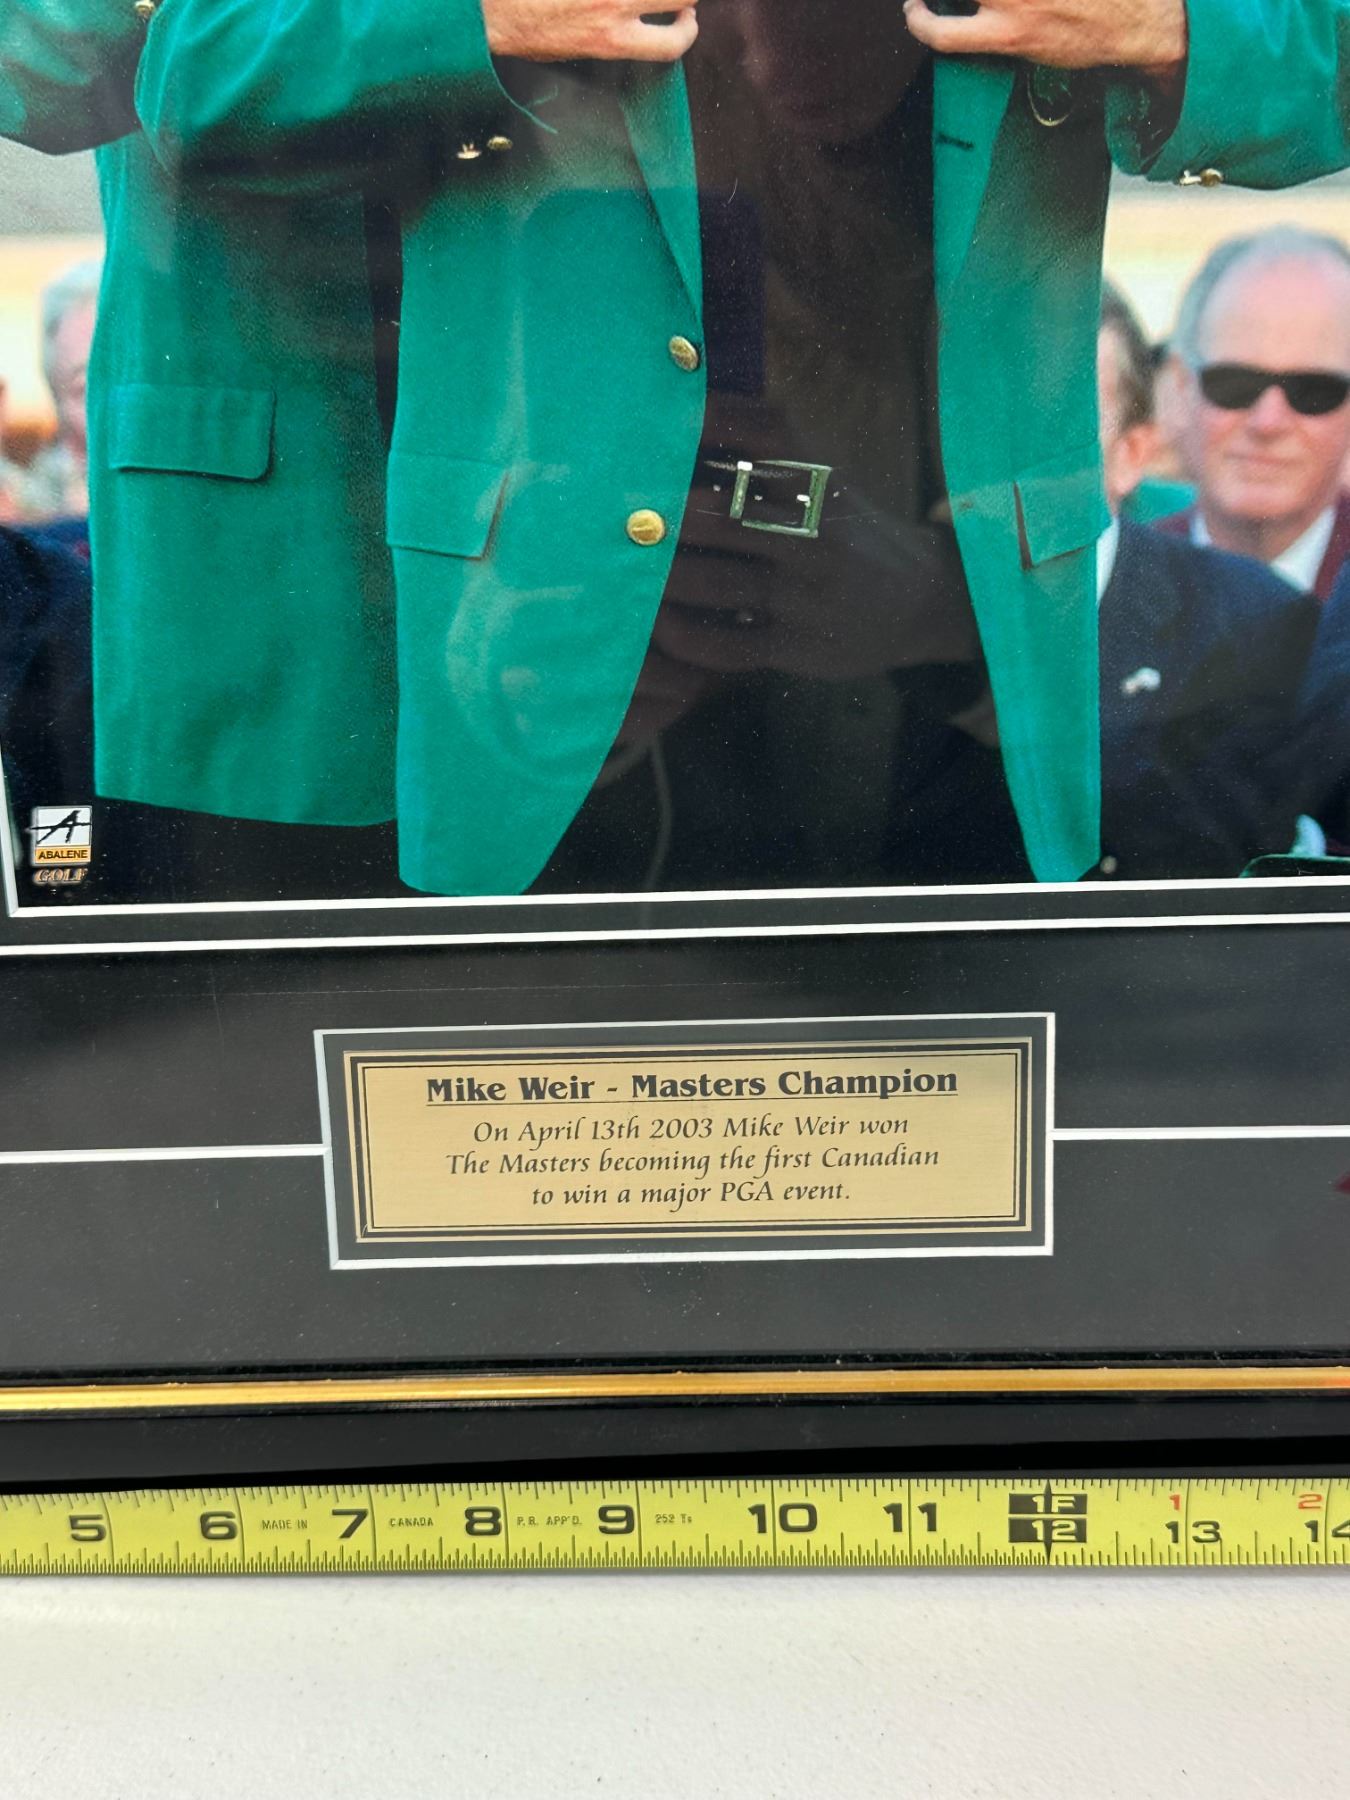 A
ABALENE
GOLF
Mike Weir - Masters Champion
On April 13th 2003 Mike Weir won
The Masters becoming the first Canadian
to win a major PGA event.
5 6 MADE IN 7 CANADA 8 P.R. APP'D. 9 252 Ts 10 11 1F 12 1 13 2 14